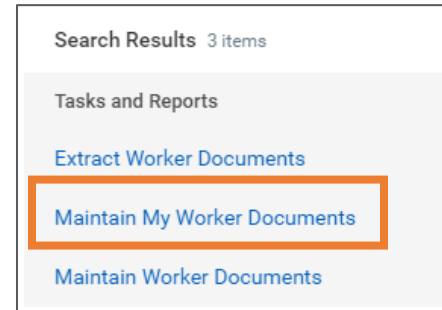 Search Results 3 items
Tasks and Reports
Extract Worker Documents
Maintain My Worker Documents
Maintain Worker Documents